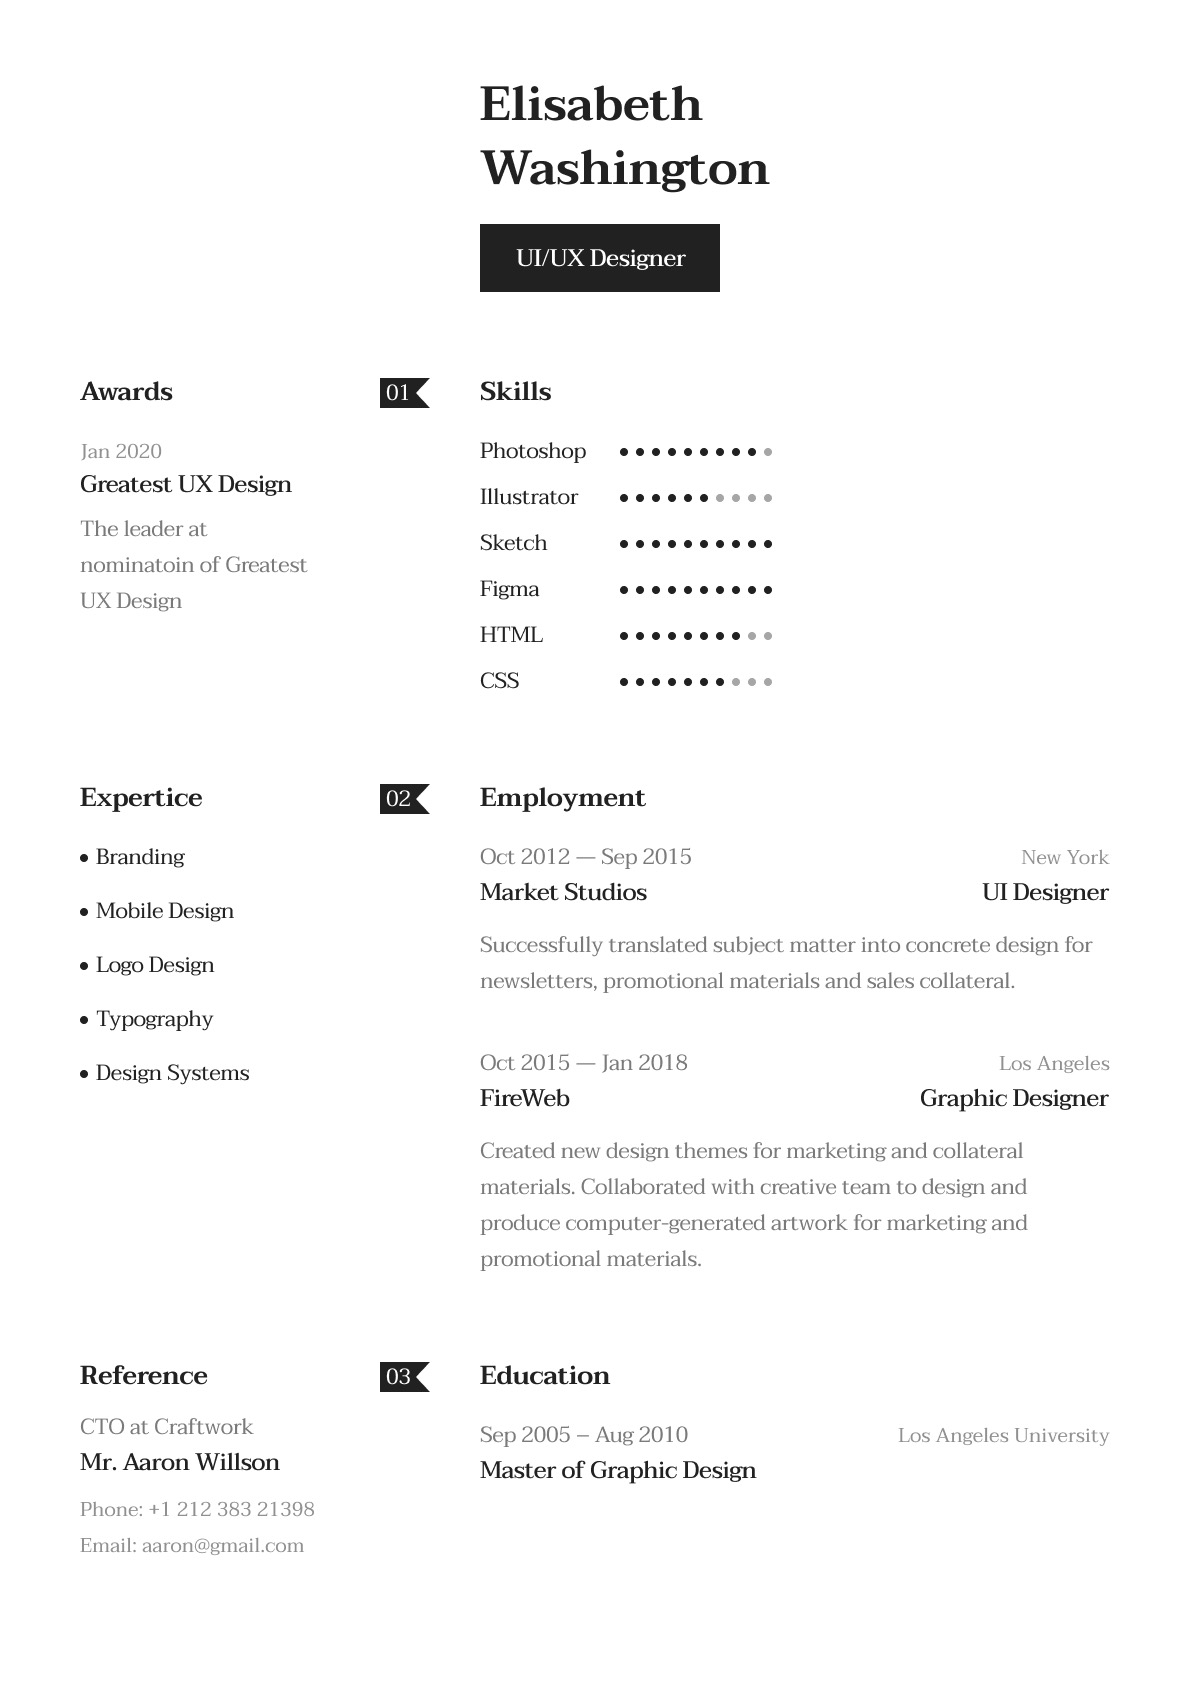 Elisabeth
Washington
UI/UX Designer
Awards
Jan 2020
Greatest UX Design
The leader at
nominatoin of Greatest
UX Design
01
Skills
Photoshop
Illustrator
Sketch
Figma
HTML
CSS
Expertice
• Branding
• Mobile Design
• Logo Design
• Typography
• Design Systems
02
Employment
Oct 2012 — Sep 2015 New York
Market Studios UI Designer
Successfully translated subject matter into concrete design for
newsletters, promotional materials and sales collateral.
Oct 2015 — Jan 2018 Los Angeles
FireWeb Graphic Designer
Created new design themes for marketing and collateral
materials. Collaborated with creative team to design and
produce computer-generated artwork for marketing and
promotional materials.
Reference
CTO at Craftwork
Mr. Aaron Willson
Phone: +1 212 383 21398
Email: aaron@gmail.com
03
Education
Sep 2005 – Aug 2010 Los Angeles University
Master of Graphic Design